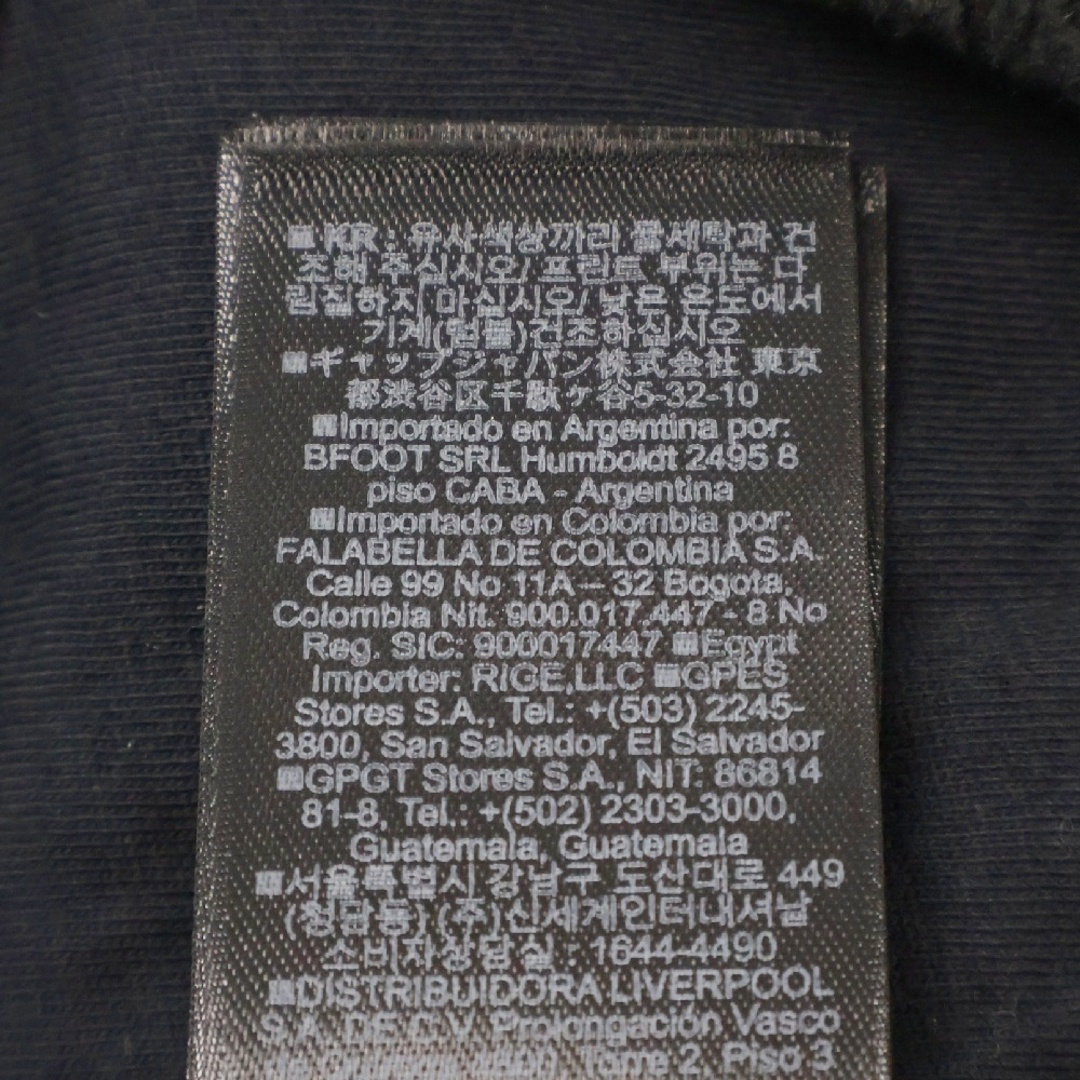 ■KR : 유사색상끼리 물세탁과 건
조해 주십시오/ 프린트 부위는 다
림질하지 마십시오/ 낮은 온도에서
기계(텀블)건조하십시오
■ギャップジャパン株式会社 東京
都渋谷区千駄ヶ谷5-32-10
■Importado en Argentina por:
BFOOT SRL Humboldt 2495 8
piso CABA - Argentina
■Importado en Colombia por:
FALABELLA DE COLOMBIA S.A.
Calle 99 No 11A – 32 Bogota,
Colombia Nit. 900.017.447 - 8 No
Reg. SIC: 900017447 ■Egypt
Importer: RIGE,LLC ■GPES
Stores S.A., Tel.: +(503) 2245-
3800, San Salvador, El Salvador
■GPGT Stores S.A., NIT: 86814
81-8, Tel.: +(502) 2303-3000,
Guatemala, Guatemala
■서울특별시 강남구 도산대로 449
(청담동) (주)신세계인터내셔날
소비자상담실 : 1644-4490
■DISTRIBUIDORA LIVERPOOL
S.A. DE C.V. Prolongación Vasco
Torre 2, Piso 3